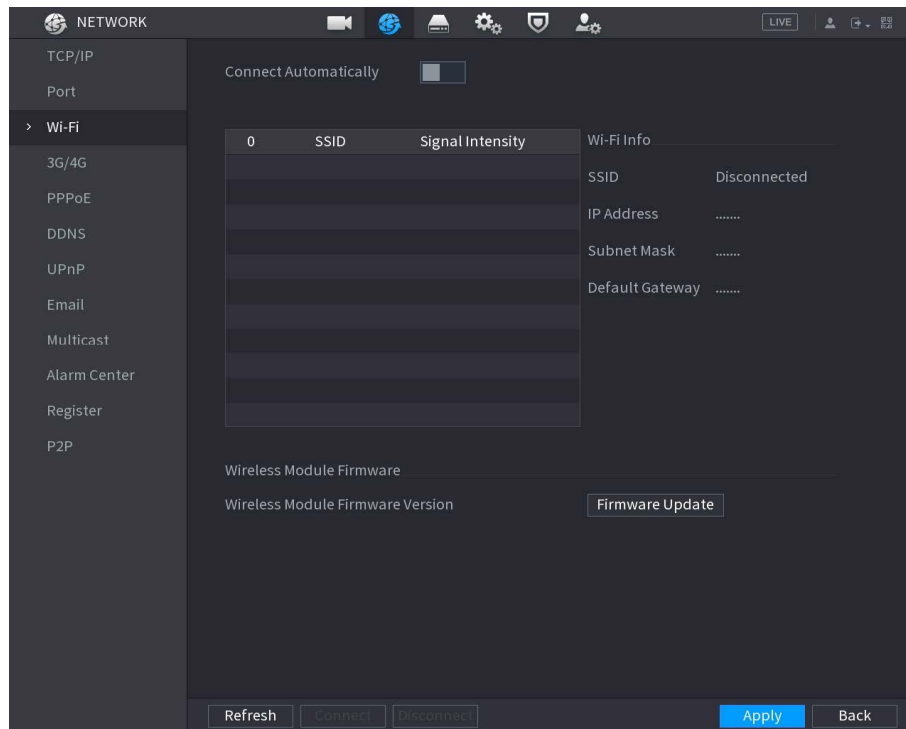 NETWORK
LIVE
TCP/IP
Port
Wi-Fi
3G/4G
PPPoE
DDNS
UPnP
Email
Multicast
Alarm Center
Register
P2P
Connect Automatically
0 SSID Signal Intensity
Wi-Fi Info
SSID Disconnected
IP Address .......
Subnet Mask .......
Default Gateway .......
Wireless Module Firmware
Wireless Module Firmware Version Firmware Update
Refresh Connect Disconnect Apply Back